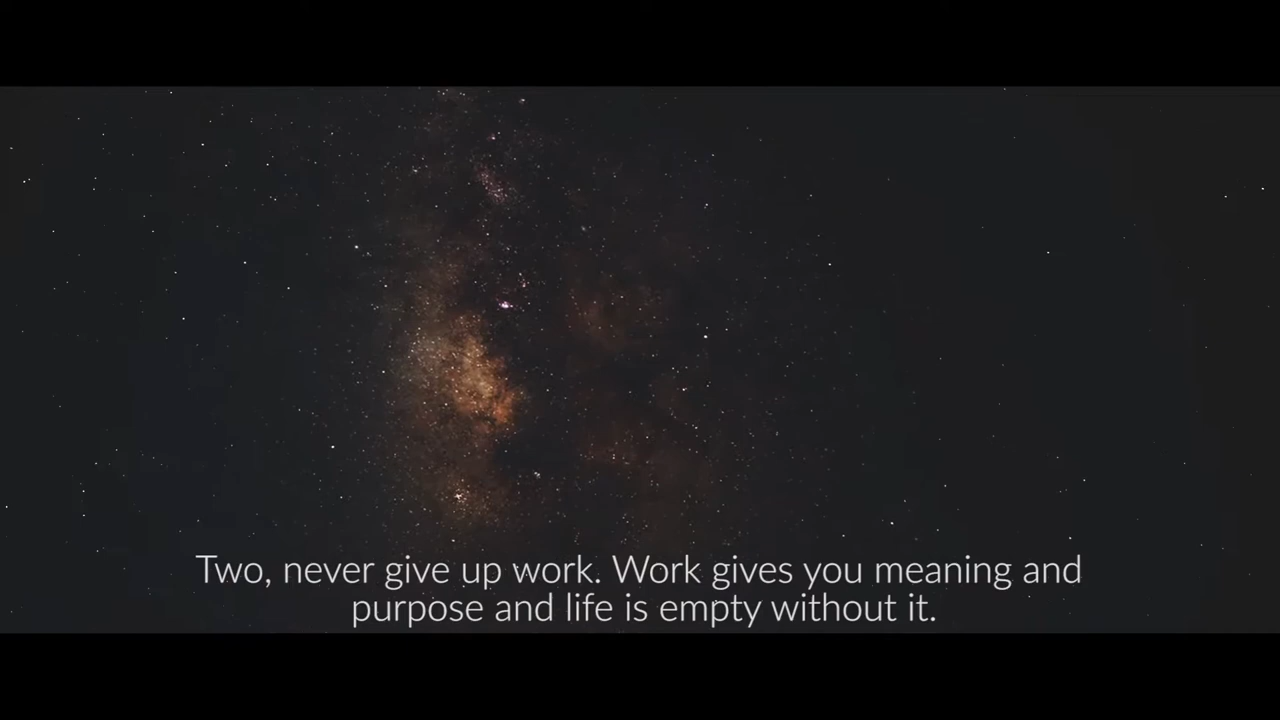 Two, never give up work. Work gives you meaning and
purpose and life is empty without it.